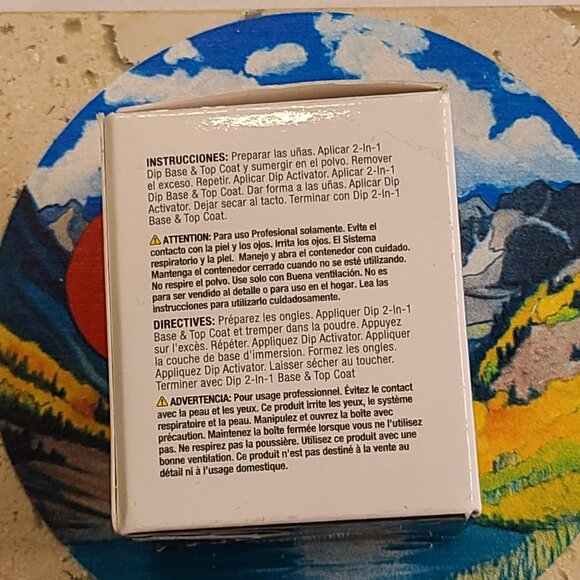 INSTRUCCIONES: Preparar las uñas. Aplicar 2-In-1
Dip Base & Top Coat y sumergir en el polvo. Remover
el exceso. Repetir. Aplicar Dip Activator. Aplicar 2-In-1
Dip Base & Top Coat. Dar forma a las uñas. Aplicar Dip
Activator. Dejar secar al tacto. Terminar con Dip 2-In-1
Base & Top Coat.
⚠ ATTENTION: Para uso Profesional solamente. Evite el
contacto con la piel y los ojos. Irrita los ojos. El Sistema
respiratorio y la piel. Maneje y abra el contenedor con cuidado.
Mantenga el contenedor cerrado cuando no se esté utilizando.
No respire el polvo. Use solo con Buena ventilación. No es
para ser vendido al detalle o para uso en el hogar. Lea las
instrucciones para utilizarlo cuidadosamente.
DIRECTIVES: Préparez les ongles. Appliquer Dip 2-In-1
Base & Top Coat et tremper dans la poudre. Appuyez
sur l'excès. Répéter. Appliquez Dip Activator. Appliquer
la couche de base d'immersion. Formez les ongles.
Appliquez Dip Activator. Laisser sécher au toucher.
Terminer avec Dip 2-In-1 Base & Top Coat
⚠ ADVERTENCIA: Pour usage professionnel. Évitez le contact
avec la peau et les yeux. Ce produit irrite les yeux, le système
respiratoire et la peau. Manipulez et ouvrez la boîte avec
précaution. Maintenez la boîte fermée lorsque vous ne l'utilisez
pas. Ne respirez pas la poussière. Utilisez ce produit avec une
bonne ventilation. Ce produit n'est pas destiné à la vente au
détail ni à l'usage domestique.